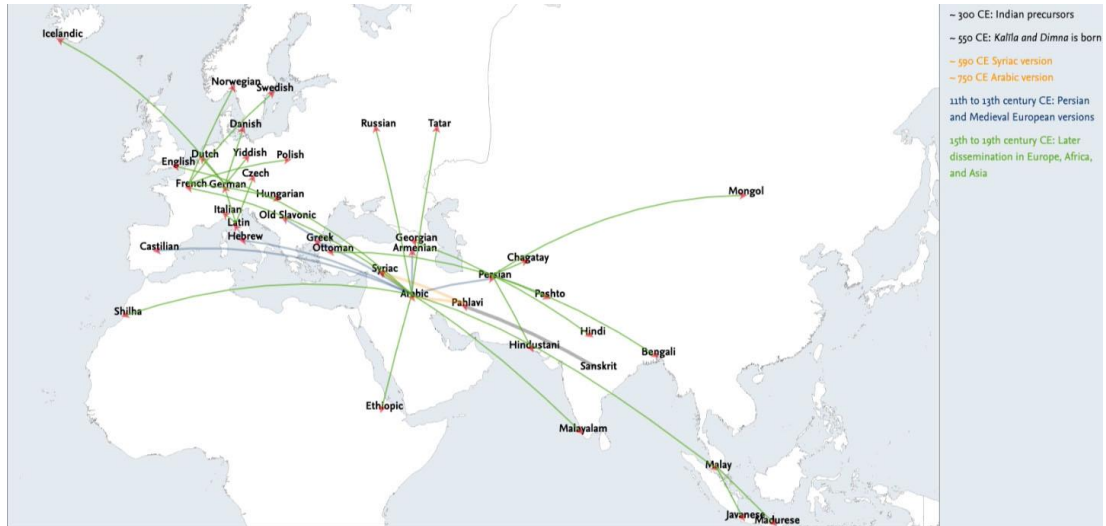 Icelandic
Norwegian
Swedish
Danish
Russian
Tatar
Dutch
Yiddish
Polish
English
Czech
French
German
Hungarian
Mongol
Italian
Old Slavonic
Latin
Hebrew
Greek
Georgian
Castilian
Ottoman
Armenian
Chagatay
Syriac
Persian
Arabic
Pahlavi
Pashto
Shilha
Hindi
Hindustani
Bengali
Sanskrit
Ethiopic
Malayalam
Malay
Javanese
Madurese
~ 300 CE: Indian precursors
~ 550 CE: Kalīla and Dimna is born
~ 590 CE Syriac version
~ 750 CE Arabic version
11th to 13th century CE: Persian
and Medieval European versions
15th to 19th century CE: Later
dissemination in Europe, Africa,
and Asia